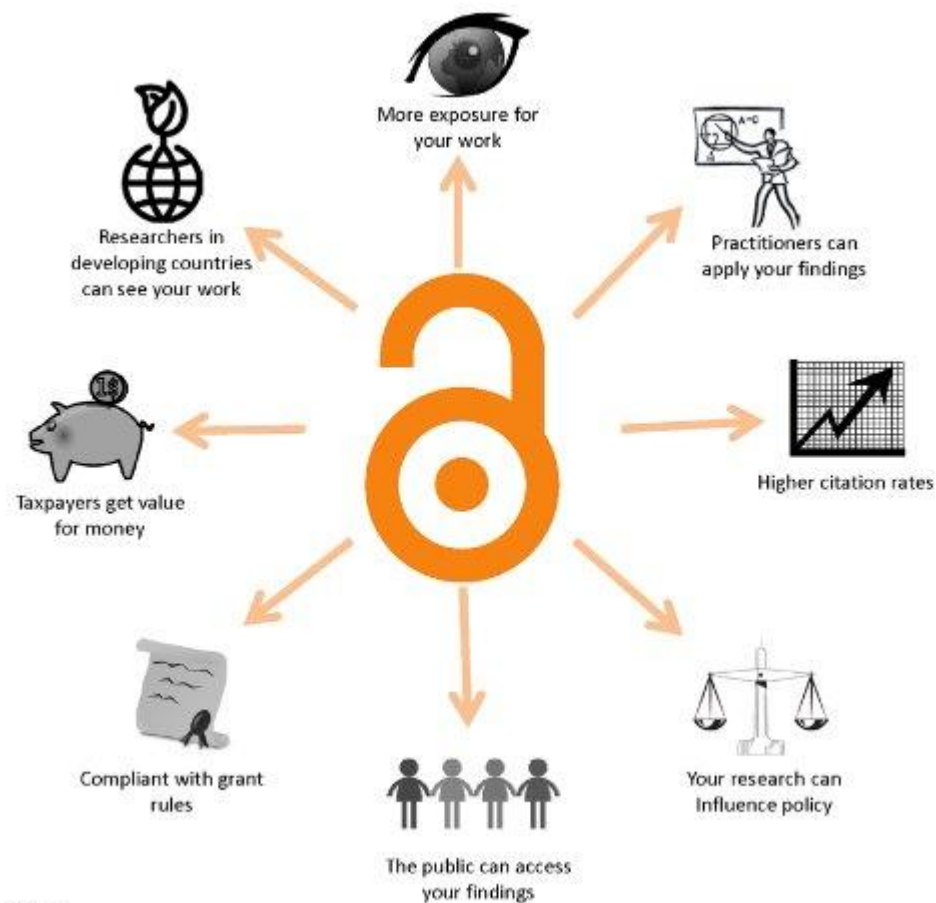 More exposure for
your work
Practitioners can
apply your findings
Higher citation rates
Your research can
Influence policy
The public can access
your findings
Compliant with grant
rules
Taxpayers get value
for money
Researchers in
developing countries
can see your work